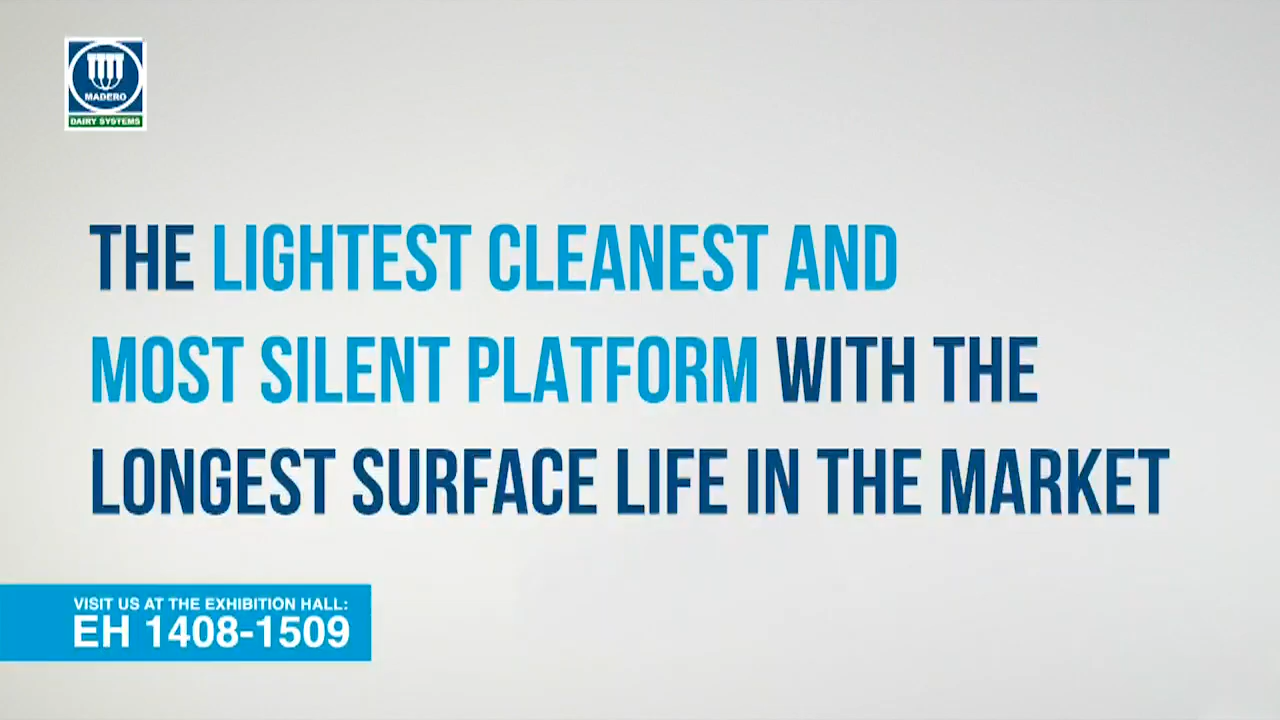 MADERO
DAIRY SYSTEMS
THE LIGHTEST CLEANEST AND
MOST SILENT PLATFORM WITH THE
LONGEST SURFACE LIFE IN THE MARKET
VISIT US AT THE EXHIBITION HALL:
EH 1408-1509